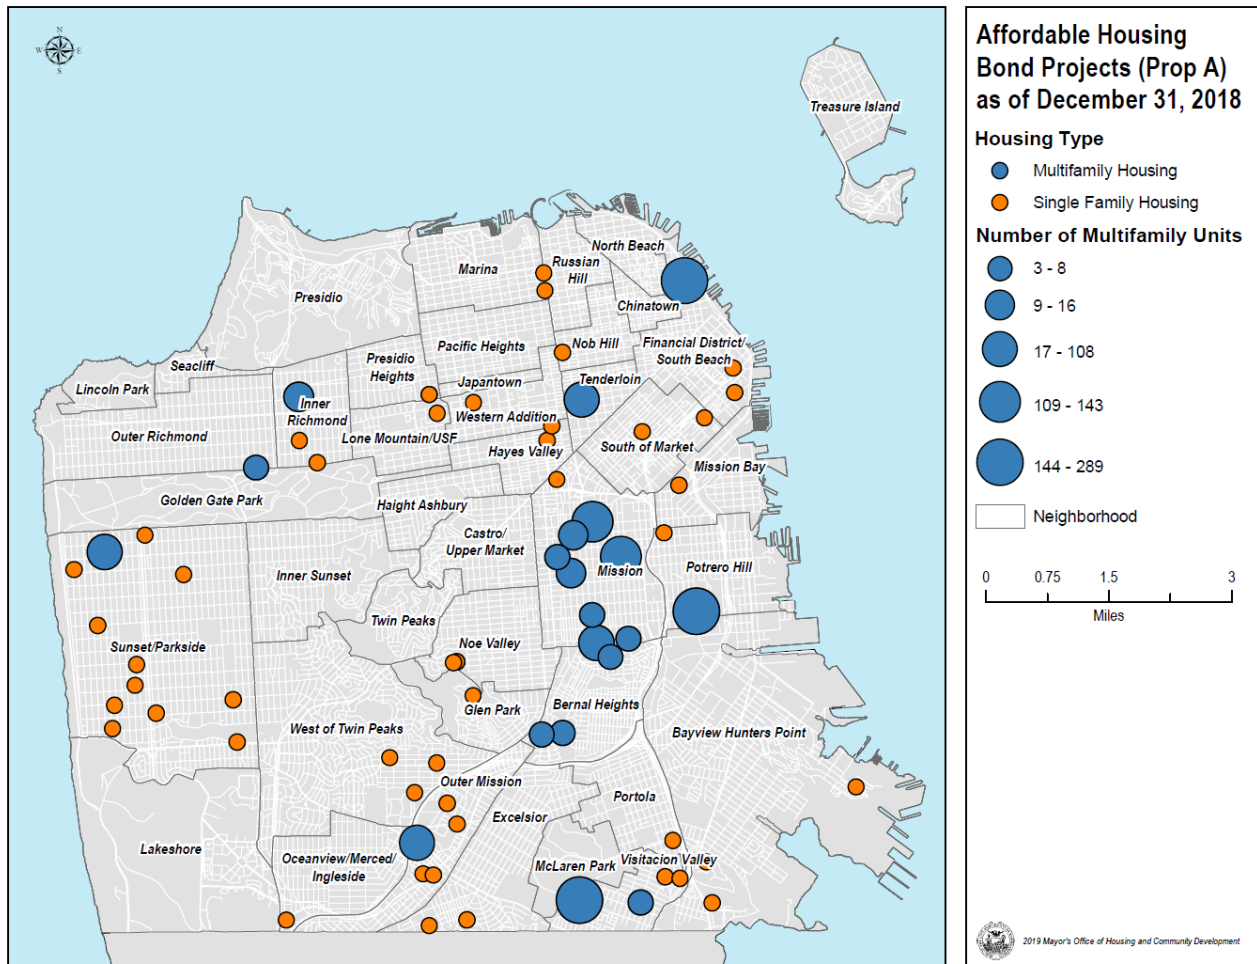 N
W
E
S
Treasure Island
North Beach
Russian
Hill
Marina
Presidio
Chinatown
Nob Hill
Financial District/
South Beach
Pacific Heights
Seacliff
Presidio
Heights
Lincoln Park
Japantown
Tenderloin
Inner
Richmond
Western Addition
Outer Richmond
Lone Mountain/USF
South of Market
Hayes Valley
Mission Bay
Golden Gate Park
Haight Ashbury
Castro/
Upper Market
Inner Sunset
Mission
Potrero Hill
Twin Peaks
Sunset/Parkside
Noe Valley
Glen Park
Bernal Heights
West of Twin Peaks
Bayview Hunters Point
Outer Mission
Portola
Excelsior
Lakeshore
Oceanview/Merced/
Ingleside
McLaren Park
Visitacion Valley
Affordable Housing
Bond Projects (Prop A)
as of December 31, 2018
Housing Type
Multifamily Housing
Single Family Housing
Number of Multifamily Units
3 - 8
9 - 16
17 - 108
109 - 143
144 - 289
Neighborhood
0 0.75 1.5 3
Miles
2019 Mayor's Office of Housing and Community Development